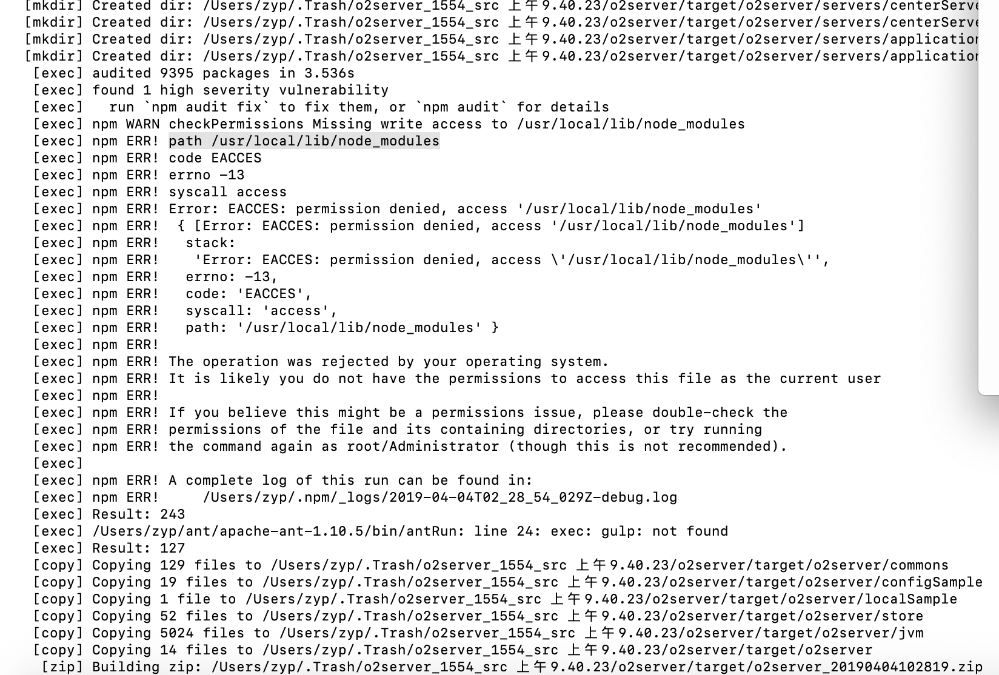 [mkdir] Created dir: /Users/zyp/.Trash/o2server_1554_src 上午9.40.23/o2server/target/o2server/servers/centerServe
[mkdir] Created dir: /Users/zyp/.Trash/o2server_1554_src 上午9.40.23/o2server/target/o2server/servers/centerServe
[mkdir] Created dir: /Users/zyp/.Trash/o2server_1554_src 上午9.40.23/o2server/target/o2server/servers/application
[mkdir] Created dir: /Users/zyp/.Trash/o2server_1554_src 上午9.40.23/o2server/target/o2server/servers/application
[exec] audited 9395 packages in 3.536s
[exec] found 1 high severity vulnerability
[exec]   run `npm audit fix` to fix them, or `npm audit` for details
[exec] npm WARN checkPermissions Missing write access to /usr/local/lib/node_modules
[exec] npm ERR! path /usr/local/lib/node_modules
[exec] npm ERR! code EACCES
[exec] npm ERR! errno -13
[exec] npm ERR! syscall access
[exec] npm ERR! Error: EACCES: permission denied, access '/usr/local/lib/node_modules'
[exec] npm ERR!  { [Error: EACCES: permission denied, access '/usr/local/lib/node_modules']
[exec] npm ERR!   stack:
[exec] npm ERR!    'Error: EACCES: permission denied, access \'/usr/local/lib/node_modules\'',
[exec] npm ERR!   errno: -13,
[exec] npm ERR!   code: 'EACCES',
[exec] npm ERR!   syscall: 'access',
[exec] npm ERR!   path: '/usr/local/lib/node_modules' }
[exec] npm ERR!
[exec] npm ERR! The operation was rejected by your operating system.
[exec] npm ERR! It is likely you do not have the permissions to access this file as the current user
[exec] npm ERR!
[exec] npm ERR! If you believe this might be a permissions issue, please double-check the
[exec] npm ERR! permissions of the file and its containing directories, or try running
[exec] npm ERR! the command again as root/Administrator (though this is not recommended).
[exec]
[exec] npm ERR! A complete log of this run can be found in:
[exec] npm ERR!     /Users/zyp/.npm/_logs/2019-04-04T02_28_54_029Z-debug.log
[exec] Result: 243
[exec] /Users/zyp/ant/apache-ant-1.10.5/bin/antRun: line 24: exec: gulp: not found
[exec] Result: 127
[copy] Copying 129 files to /Users/zyp/.Trash/o2server_1554_src 上午9.40.23/o2server/target/o2server/commons
[copy] Copying 19 files to /Users/zyp/.Trash/o2server_1554_src 上午9.40.23/o2server/target/o2server/configSample
[copy] Copying 1 file to /Users/zyp/.Trash/o2server_1554_src 上午9.40.23/o2server/target/o2server/localSample
[copy] Copying 52 files to /Users/zyp/.Trash/o2server_1554_src 上午9.40.23/o2server/target/o2server/store
[copy] Copying 5024 files to /Users/zyp/.Trash/o2server_1554_src 上午9.40.23/o2server/target/o2server/jvm
[copy] Copying 14 files to /Users/zyp/.Trash/o2server_1554_src 上午9.40.23/o2server/target/o2server
[zip] Building zip: /Users/zyp/.Trash/o2server_1554_src 上午9.40.23/o2server/target/o2server_20190404102819.zip